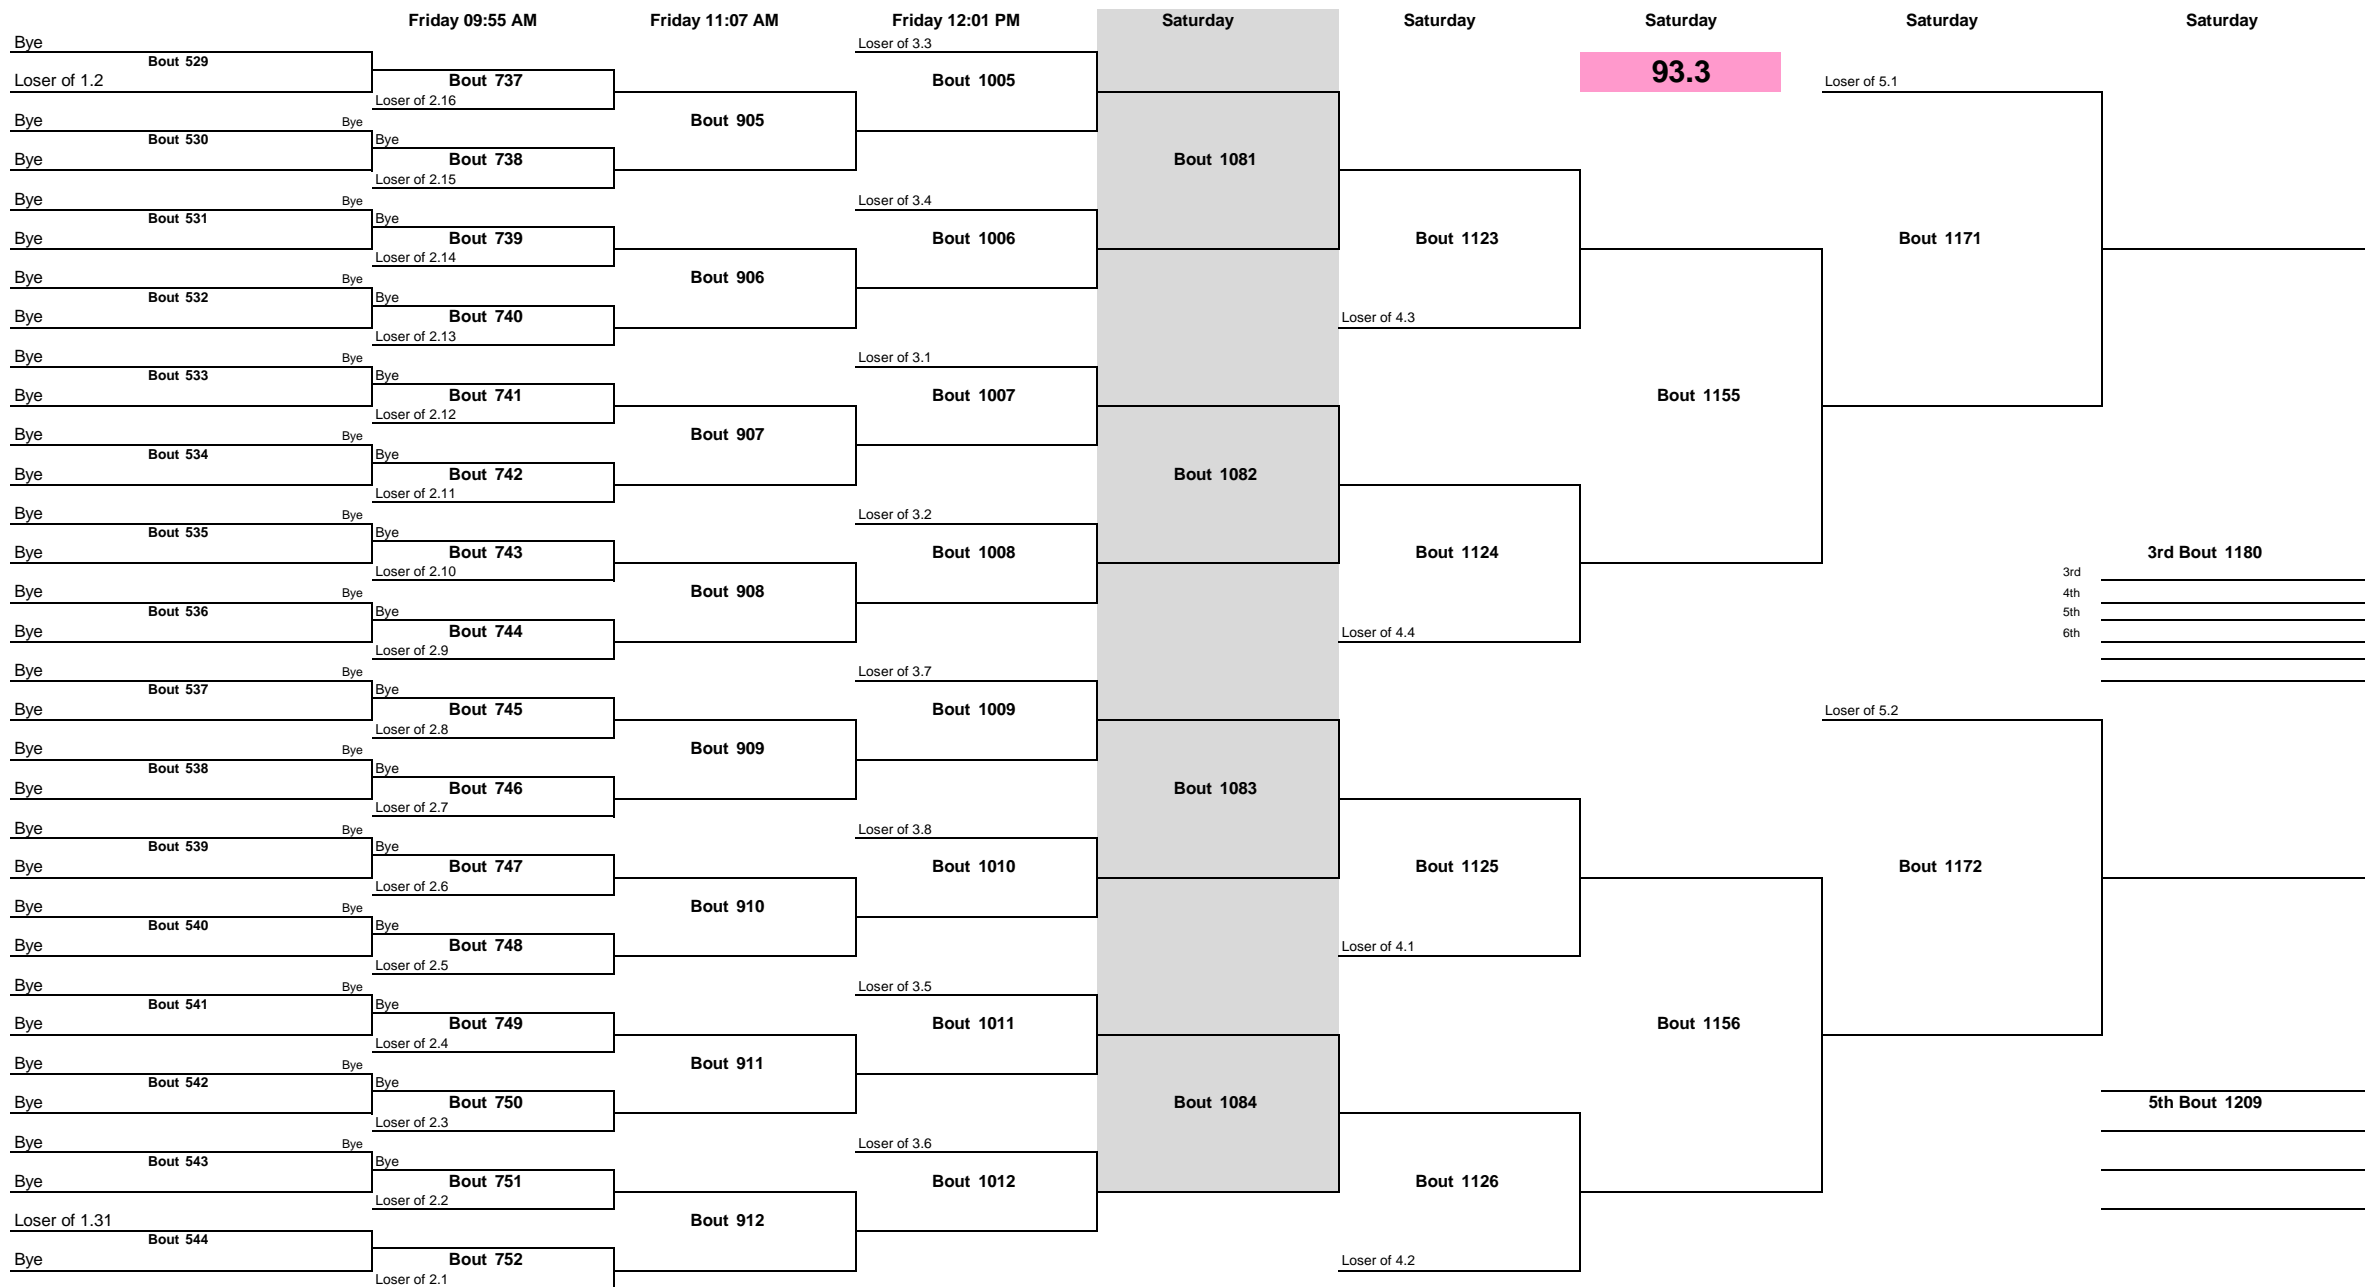 Friday 09:55 AM Friday 11:07 AM Friday 12:01 PM Saturday Saturday Saturday Saturday Saturday
Bye Loser of 3.3
Bout 529
Loser of 1.2 Bout 737 Bout 1005 93.3 Loser of 5.1
Loser of 2.16
Bye Bye Bout 905
Bout 530 Bye
Bye Bout 738 Bout 1081
Loser of 2.15
Bye Bye Loser of 3.4
Bout 531 Bye
Bye Bout 739 Bout 1006 Bout 1123 Bout 1171
Loser of 2.14
Bye Bye Bout 906
Bout 532 Bye
Bye Bout 740 Loser of 4.3
Loser of 2.13
Bye Bye Loser of 3.1
Bout 533 Bye
Bye Bout 741 Bout 1007 Bout 1155
Loser of 2.12
Bye Bye Bout 907
Bout 534 Bye
Bye Bout 742 Bout 1082
Loser of 2.11
Bye Bye Loser of 3.2
Bout 535 Bye
Bye Bout 743 Bout 1008 Bout 1124 3rd Bout 1180
Loser of 2.10 3rd
Bye Bye Bout 908 4th
Bout 536 Bye 5th
Bye Bout 744 Loser of 4.4 6th
Loser of 2.9
Bye Bye Loser of 3.7
Bout 537 Bye
Bye Bout 745 Bout 1009 Loser of 5.2
Loser of 2.8
Bye Bye Bout 909
Bout 538 Bye
Bye Bout 746 Bout 1083
Loser of 2.7
Bye Bye Loser of 3.8
Bout 539 Bye
Bye Bout 747 Bout 1010 Bout 1125 Bout 1172
Loser of 2.6
Bye Bye Bout 910
Bout 540 Bye
Bye Bout 748 Loser of 4.1
Loser of 2.5
Bye Bye Loser of 3.5
Bout 541 Bye
Bye Bout 749 Bout 1011 Bout 1156
Loser of 2.4
Bye Bye Bout 911
Bout 542 Bye
Bye Bout 750 Bout 1084 5th Bout 1209
Loser of 2.3
Bye Bye Loser of 3.6
Bout 543 Bye
Bye Bout 751 Bout 1012 Bout 1126
Loser of 2.2
Loser of 1.31 Bout 912
Bout 544
Bye Bout 752 Loser of 4.2
Loser of 2.1